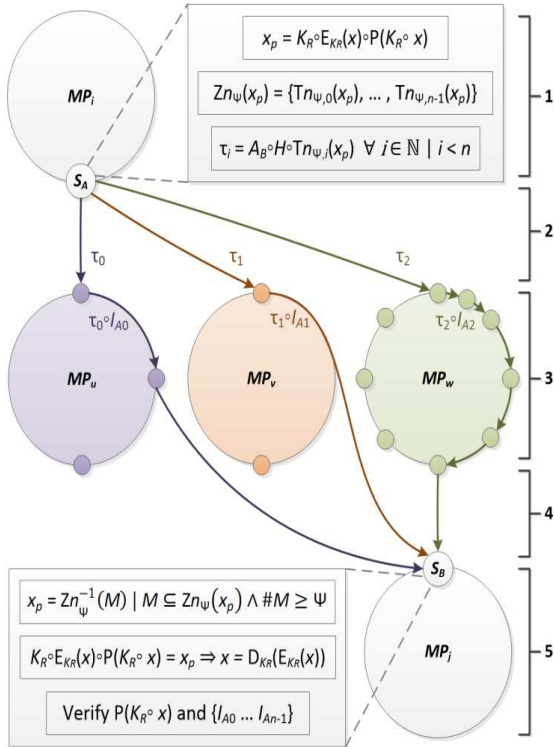 x_p = K_R∘E_KR(x)∘P(K_R∘ x)
Zn_Ψ(x_p) = {Tn_Ψ,0(x_p), … , Tn_Ψ,n-1(x_p)}
τ_i = A_B∘H∘Tn_Ψ,i(x_p) ∀ i ∈ ℕ | i < n
MP_i
1
S_A
2
τ_0
τ_1
τ_2
τ_0∘I_A0
τ_1∘I_A1
τ_2∘I_A2
MP_u
MP_v
MP_w
3
4
S_B
x_p = Zn_Ψ^-1(M) | M ⊆ Zn_Ψ(x_p) ∧ #M ≥ Ψ
K_R∘E_KR(x)∘P(K_R∘ x) = x_p ⇒ x = D_KR(E_KR(x))
Verify P(K_R∘ x) and {I_A0 … I_An-1}
MP_j
5